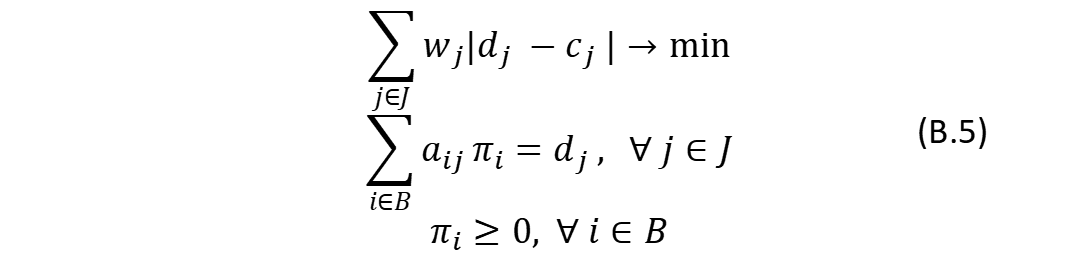 ∑_{j∈J} w_j |d_j − c_j| → min
∑_{i∈B} a_{ij} π_i = d_j , ∀ j ∈ J (B.5)
π_i ≥ 0, ∀ i ∈ B